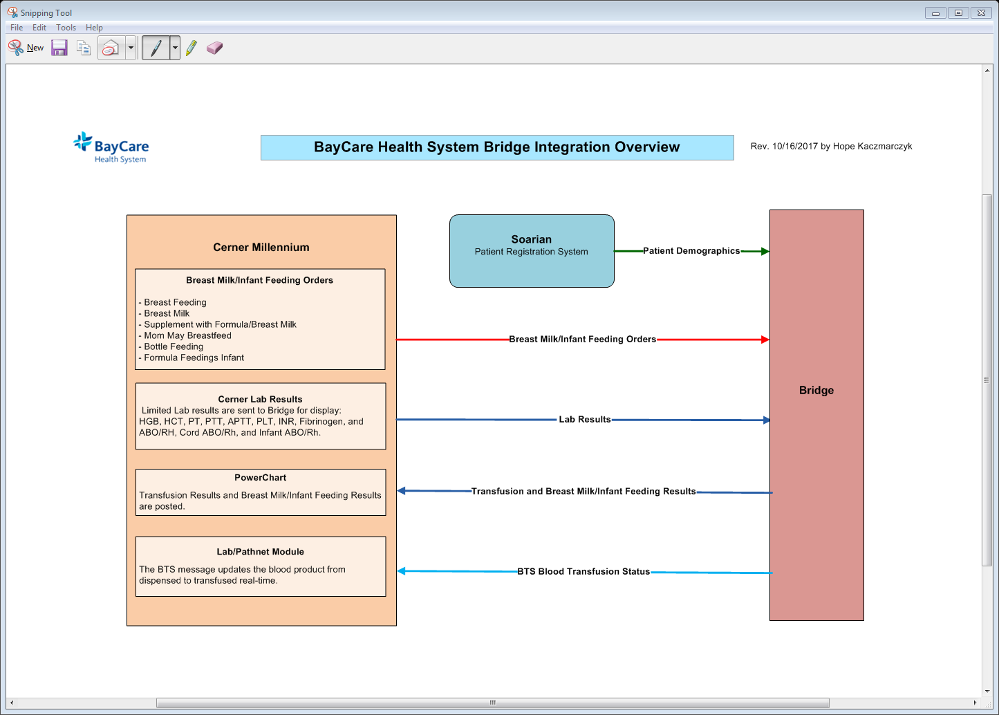 Snipping Tool
File Edit Tools Help
New
BayCare
Health System
BayCare Health System Bridge Integration Overview
Rev. 10/16/2017 by Hope Kaczmarczyk
Cerner Millennium
Breast Milk/Infant Feeding Orders
- Breast Feeding
- Breast Milk
- Supplement with Formula/Breast Milk
- Mom May Breastfeed
- Bottle Feeding
- Formula Feedings Infant
Cerner Lab Results
Limited Lab results are sent to Bridge for display:
HGB, HCT, PT, PTT, APTT, PLT, INR, Fibrinogen, and
ABO/RH, Cord ABO/Rh, and Infant ABO/Rh.
PowerChart
Transfusion Results and Breast Milk/Infant Feeding Results
are posted.
Lab/Pathnet Module
The BTS message updates the blood product from
dispensed to transfused real-time.
Soarian
Patient Registration System
Patient Demographics
Breast Milk/Infant Feeding Orders
Lab Results
Transfusion and Breast Milk/Infant Feeding Results
BTS Blood Transfusion Status
Bridge